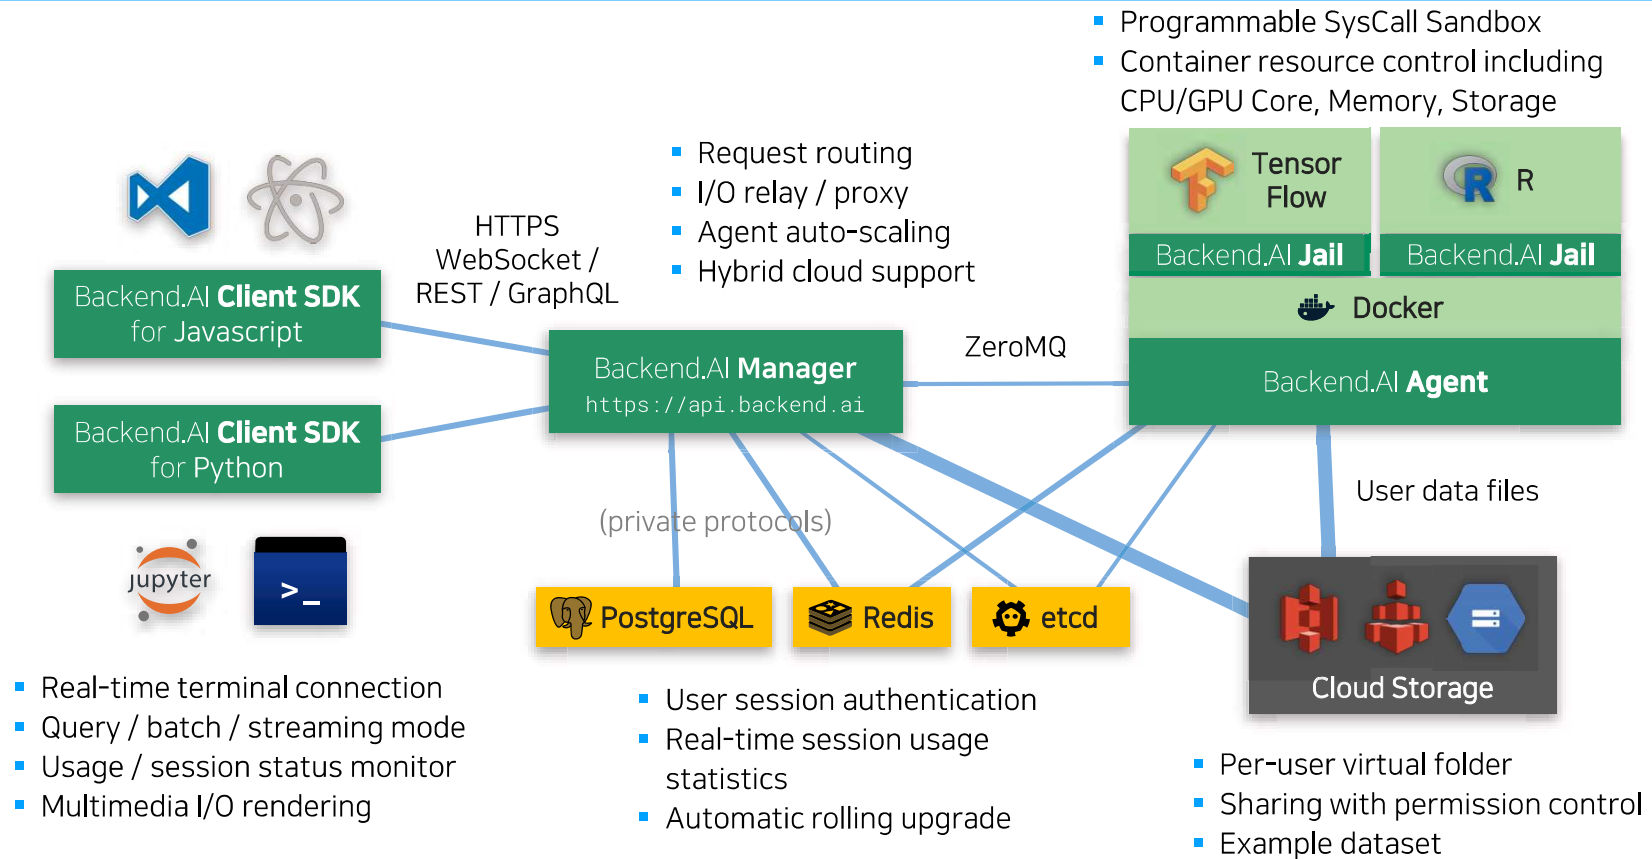 Programmable SysCall Sandbox
Container resource control including
CPU/GPU Core, Memory, Storage
Tensor
Flow
R
R
Backend.AI Jail
Backend.AI Jail
Docker
Backend.AI Agent
Request routing
I/O relay / proxy
Agent auto-scaling
Hybrid cloud support
HTTPS
WebSocket /
REST / GraphQL
Backend.AI Client SDK
for Javascript
Backend.AI Manager
https://api.backend.ai
ZeroMQ
Backend.AI Client SDK
for Python
(private protocols)
User data files
jupyter
>_
PostgreSQL
Redis
etcd
Cloud Storage
Real-time terminal connection
Query / batch / streaming mode
Usage / session status monitor
Multimedia I/O rendering
User session authentication
Real-time session usage
statistics
Automatic rolling upgrade
Per-user virtual folder
Sharing with permission control
Example dataset